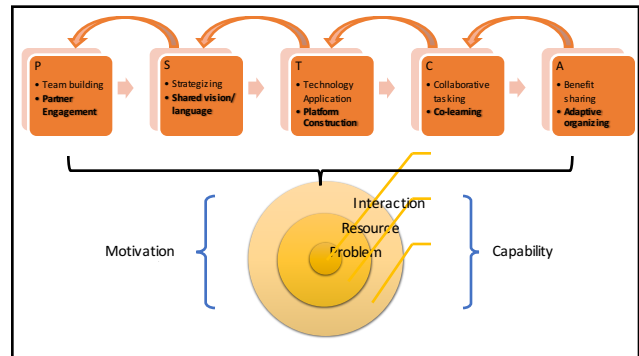 P
• Team building
• Partner
Engagement
S
• Strategizing
• Shared vision/
language
T
• Technology
Application
• Platform
Construction
C
• Collaborative
tasking
• Co-learning
A
• Benefit
sharing
• Adaptive
organizing
Motivation
Interaction
Resource
Problem
Capability